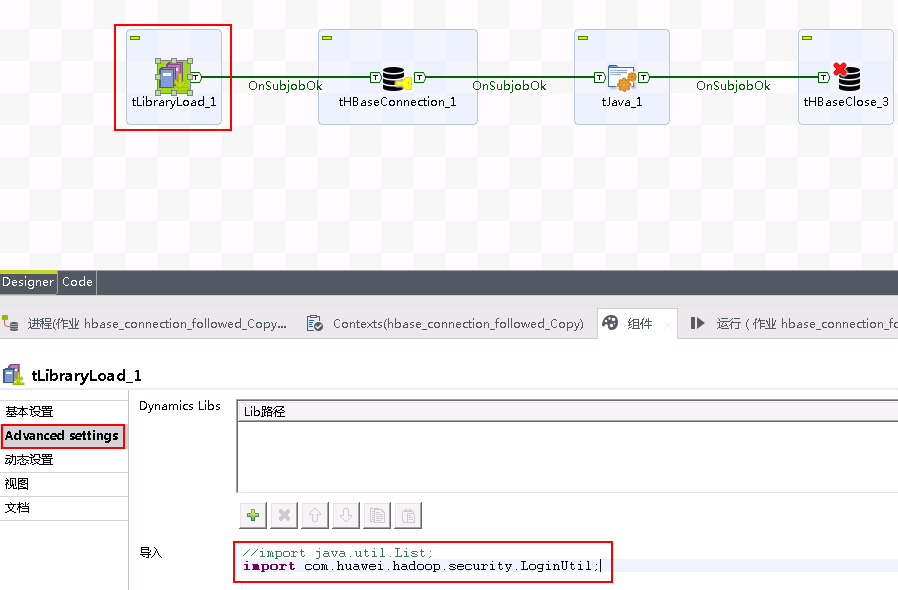 OnSubjobOk
OnSubjobOk
OnSubjobOk
T
T
T
T
T
T
tLibraryLoad_1
tHBaseConnection_1
tJava_1
tHBaseClose_3
Designer
Code
进程(作业 hbase_connection_followed_Copy...
Contexts(hbase_connection_followed_Copy)
组件
运行 ( 作业 hbase_connection_fo
tLibraryLoad_1
基本设置
Advanced settings
动态设置
视图
文档
Dynamics Libs
Lib路径
导入
//import java.util.List;
import com.huawei.hadoop.security.LoginUtil;